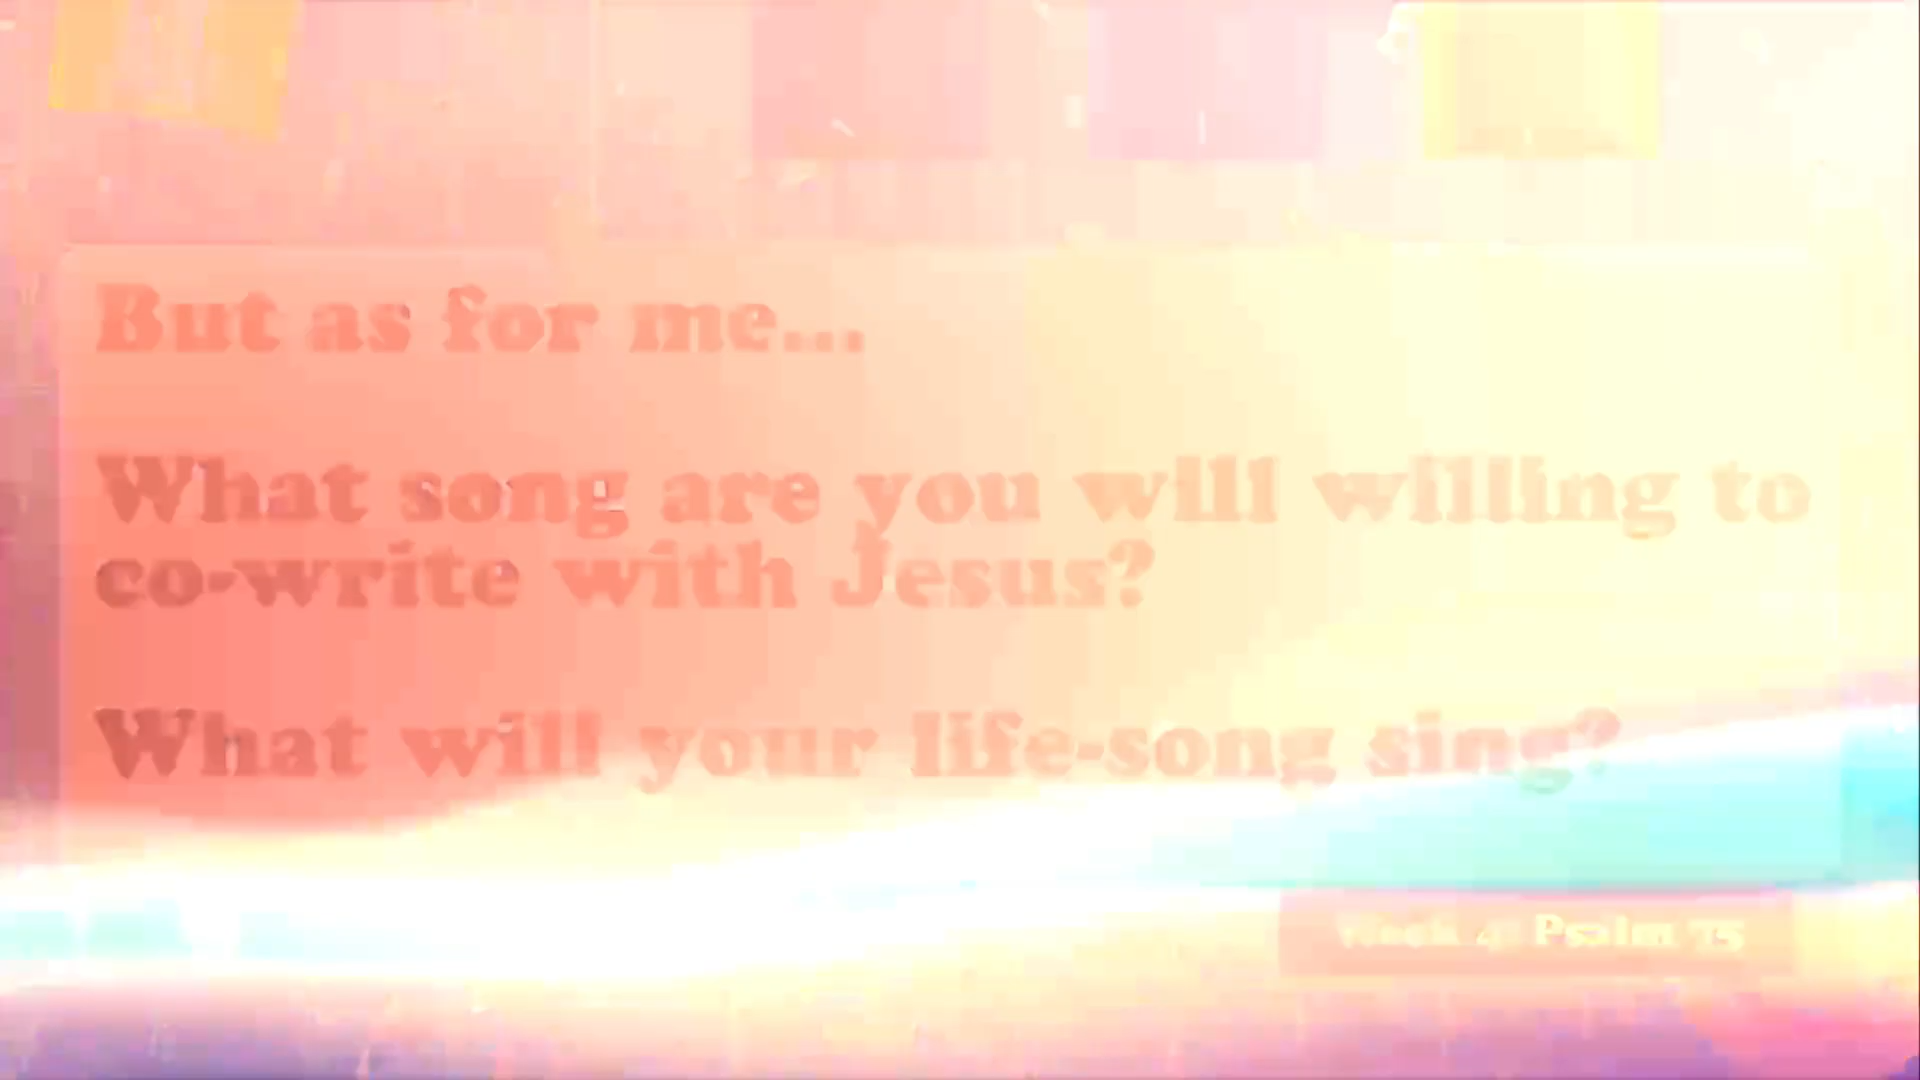 But as for me...
What song are you will willing to
co-write with Jesus?
What will your life-song sing?
Week 4 Psalm 75